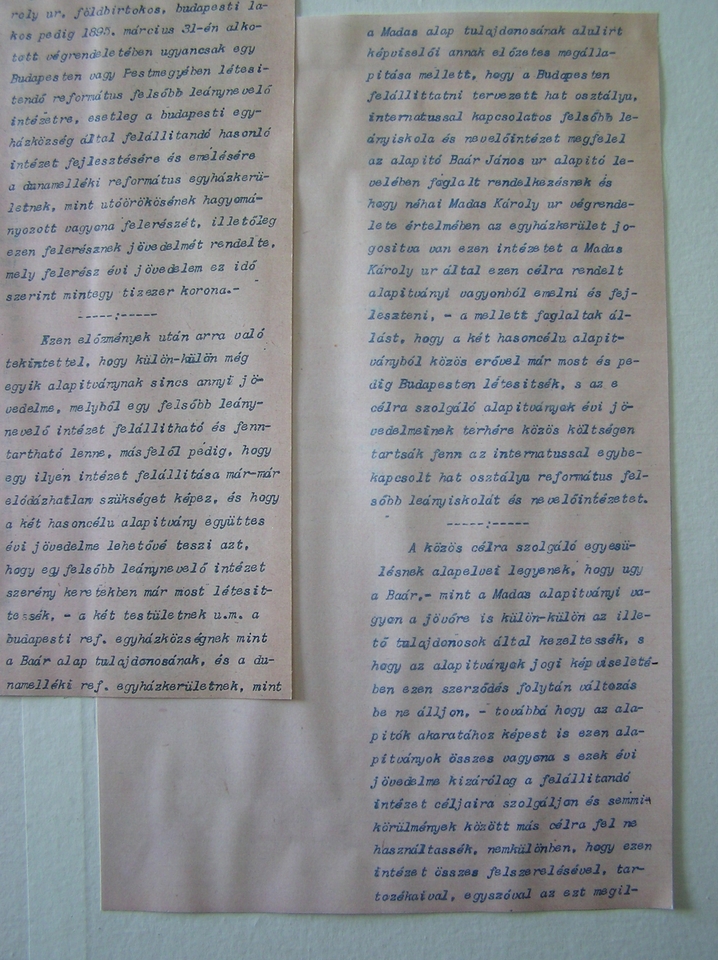 roly ur, földbirtokos, budapesti la-
kos pedig 1895. március 31-én alko-
tott végrendeletében ugyancsak egy
Budapesten vagy Pestmegyében létesi-
tendő református felsőbb leánynevelő
intézetre, esetleg a budapesti egy-
házközség által felállitandó hasonló
intézet fejlesztésére és emelésére
a dunamelléki református egyházkerü-
letnek, mint utóörökösének hagyomá-
nyozott vagyona felerészét, illetőleg
ezen felerésznek jövedelmét rendelte,
mely felerész évi jövedelem ez idő
szerint mintegy tizezer korona.-
-----:-----
Ezen előzmények után arra való
tekintettel, hogy külön-külön még
egyik alapitványnak sincs annyi jö-
vedelme, melyből egy felsőbb leány-
nevelő intézet felállitható és fenn-
tartható lenne, másfelől pedig, hogy
egy ilyen intézet felállitása már-már
elódázhatlan szükséget képez, és hogy
a két hasoncélu alapitvány együttes
évi jövedelme lehetővé teszi azt,
hogy egy felsőbb leánynevelő intézet
szerény keretekben már most létesit-
tessék, - a két testületnek u.m. a
budapesti ref. egyházközségnek mint
a Baár alap tulajdonosának, és a du-
namelléki ref. egyházkerületnek, mint
a Madas alap tulajdonosának alulirt
képviselői annak előzetes megálla-
pitása mellett, hogy a Budapesten
felállittatni tervezett hat osztályu,
internatussal kapcsolatos felsőbb le-
ányiskola és nevelőintézet megfelel
az alapitó Baár János ur alapitó le-
velében foglalt rendelkezésnek és
hogy néhai Madas Károly ur végrende-
lete értelmében az egyházkerület jo-
gositva van ezen intézetet a Madas
Károly ur által ezen célra rendelt
alapitványi vagyonból emelni és fej-
leszteni, - a mellett foglaltak ál-
lást, hogy a két hasoncélu alapit-
ványból közös erővel már most és pe-
dig Budapesten létesitsék, s az e
célra szolgáló alapitványok évi jö-
vedelmeinek terhére közös költségen
tartsák fenn az internatussal egybe-
kapcsolt hat osztályu református fel-
sőbb leányiskolát és nevelőintézetet.
-----:-----
A közös célra szolgáló egyesü-
lésnek alapelvei legyenek, hogy ugy
a Baár,- mint a Madas alapitványi va-
gyon a jövőre is külön-külön az ille-
tő tulajdonosok által kezeltessék, s
hogy az alapitványok jogi képviseleté-
ben ezen szerződés folytán változás
be ne álljon, - továbbá hogy az ala-
pitók akaratához képest is ezen ala-
pitványok összes vagyona s ezek évi
jövedelme kizárólag a felállitandó
intézet céljaira szolgáljon és semmi-
körülmények között más célra fel ne
használtassék, nemkülönben, hogy ezen
intézet összes felszerelésével, tar-
tozékaival, egyszóval az ezt megil-